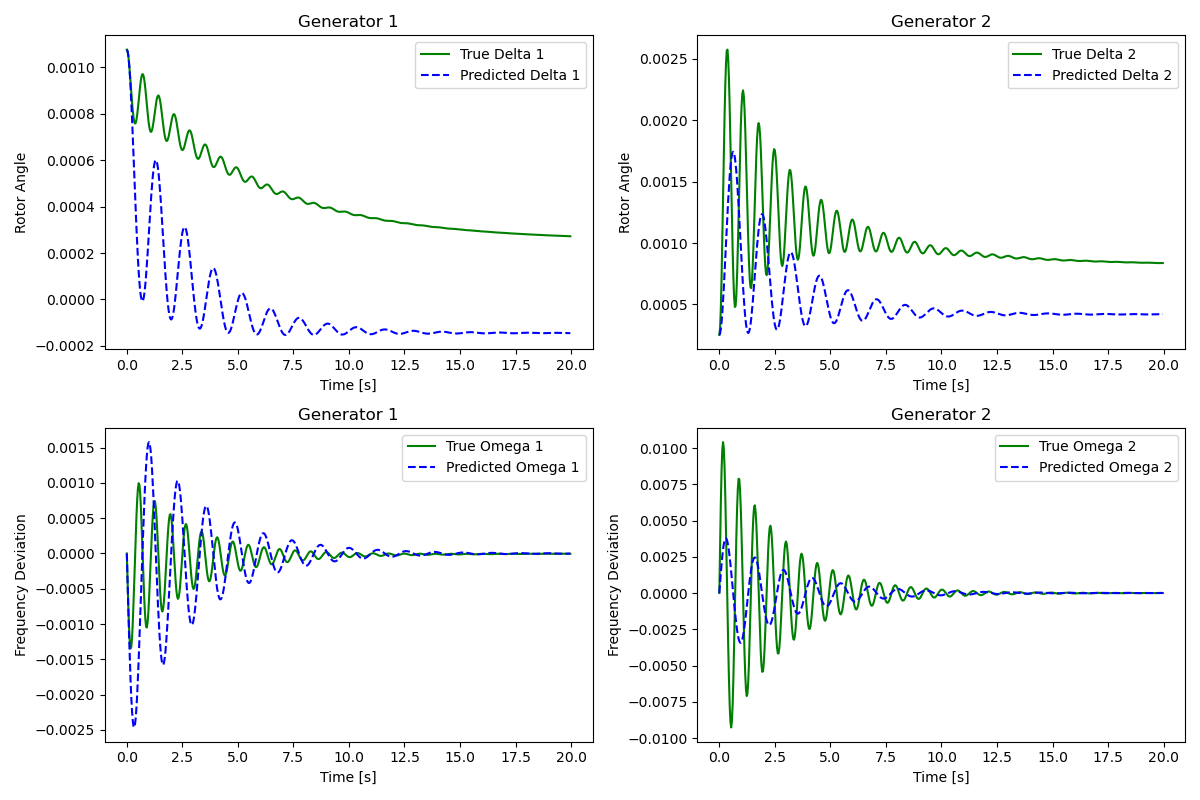 Generator 1
True Delta 1
Predicted Delta 1
Rotor Angle
0.0010
0.0008
0.0006
0.0004
0.0002
0.0000
−0.0002
0.0 2.5 5.0 7.5 10.0 12.5 15.0 17.5 20.0
Time [s]
Generator 2
True Delta 2
Predicted Delta 2
Rotor Angle
0.0025
0.0020
0.0015
0.0010
0.0005
0.0 2.5 5.0 7.5 10.0 12.5 15.0 17.5 20.0
Time [s]
Generator 1
True Omega 1
Predicted Omega 1
Frequency Deviation
0.0015
0.0010
0.0005
0.0000
−0.0005
−0.0010
−0.0015
−0.0020
−0.0025
0.0 2.5 5.0 7.5 10.0 12.5 15.0 17.5 20.0
Time [s]
Generator 2
True Omega 2
Predicted Omega 2
Frequency Deviation
0.0100
0.0075
0.0050
0.0025
0.0000
−0.0025
−0.0050
−0.0075
−0.0100
0.0 2.5 5.0 7.5 10.0 12.5 15.0 17.5 20.0
Time [s]